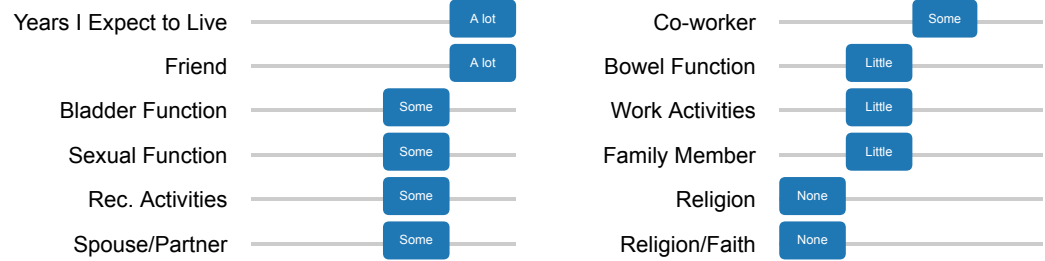 Years I Expect to Live A lot
Friend A lot
Bladder Function Some
Sexual Function Some
Rec. Activities Some
Spouse/Partner Some
Co-worker Some
Bowel Function Little
Work Activities Little
Family Member Little
Religion None
Religion/Faith None